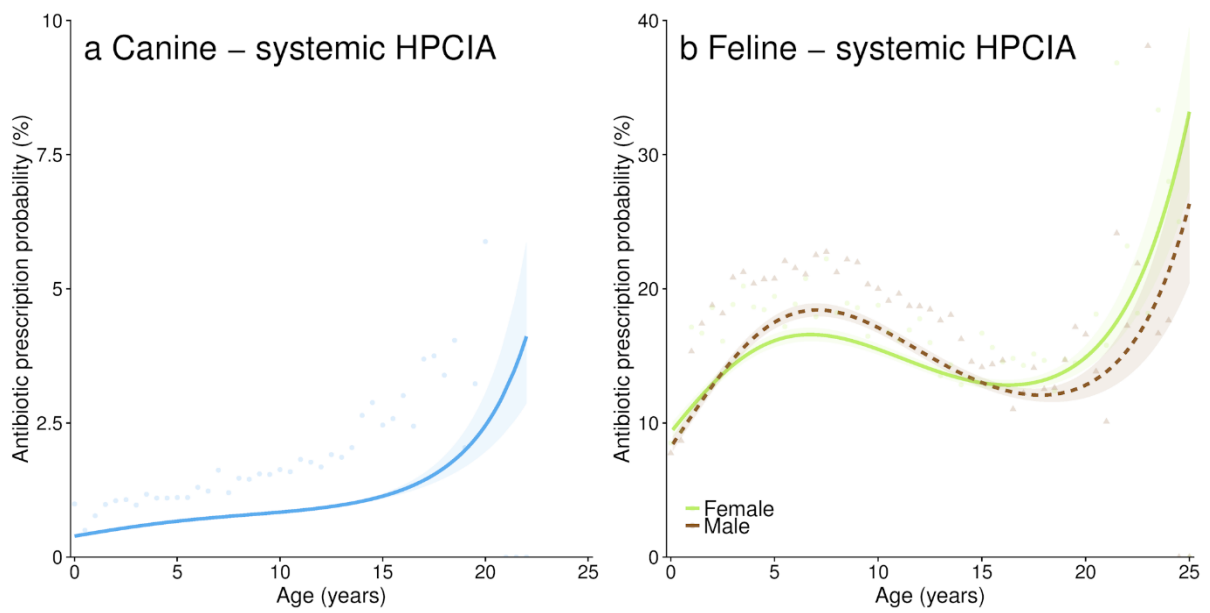 a Canine – systemic HPCIA
Antibiotic prescription probability (%)
10
7.5
5
2.5
0
0 5 10 15 20 25
Age (years)
b Feline – systemic HPCIA
Antibiotic prescription probability (%)
40
30
20
10
0
Female
Male
0 5 10 15 20 25
Age (years)